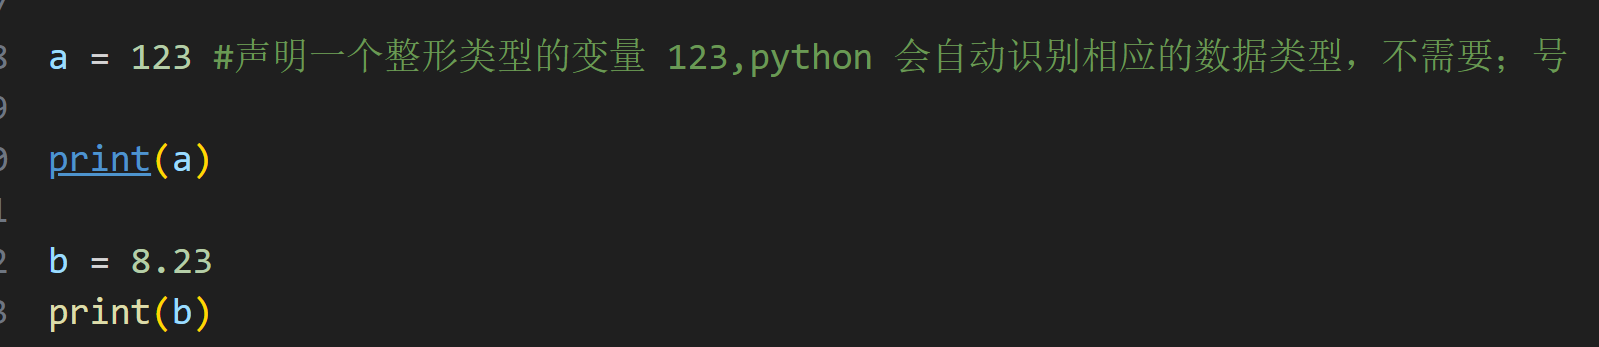 a = 123 #声明一个整形类型的变量 123,python 会自动识别相应的数据类型，不需要；号
print(a)
b = 8.23
print(b)